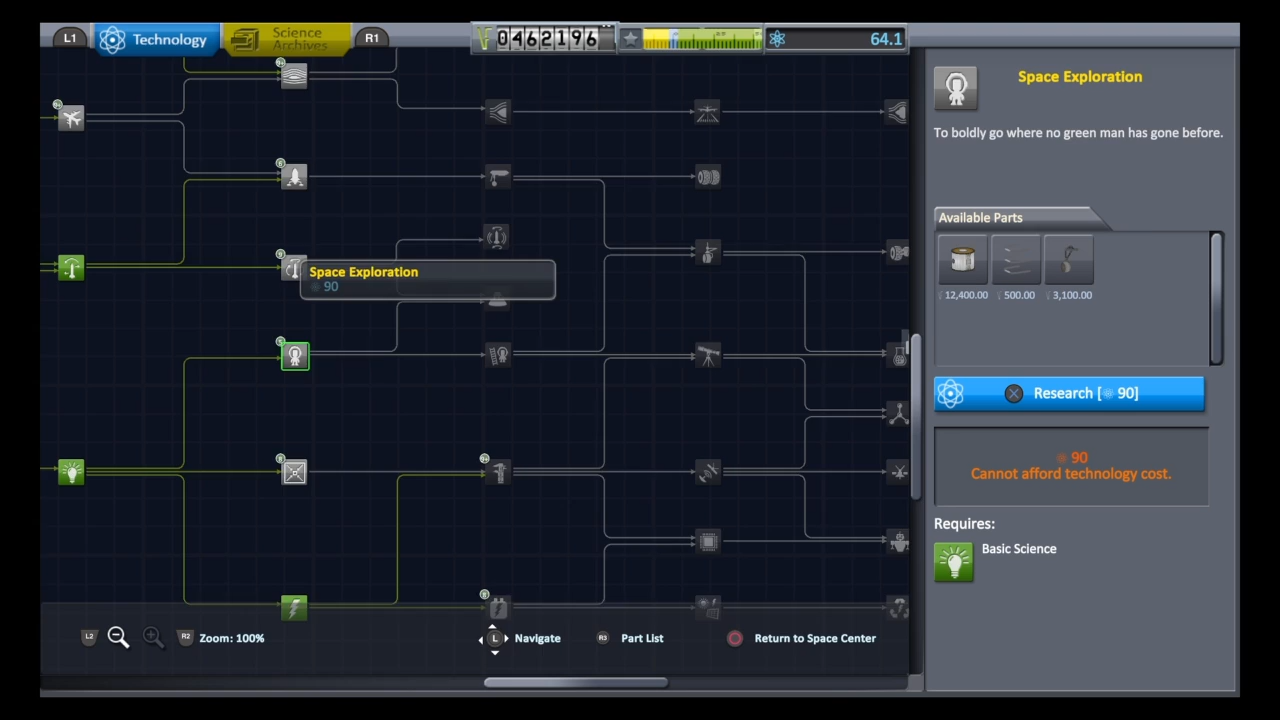 L1
Technology
Science
Archives
R1
0462196
64.1
Space Exploration
To boldly go where no green man has gone before.
Space Exploration
90
Available Parts
12,400.00
500.00
3,100.00
Research [ 90]
90
Cannot afford technology cost.
Requires:
Basic Science
L2
R2
Zoom: 100%
L
Navigate
R3
Part List
Return to Space Center